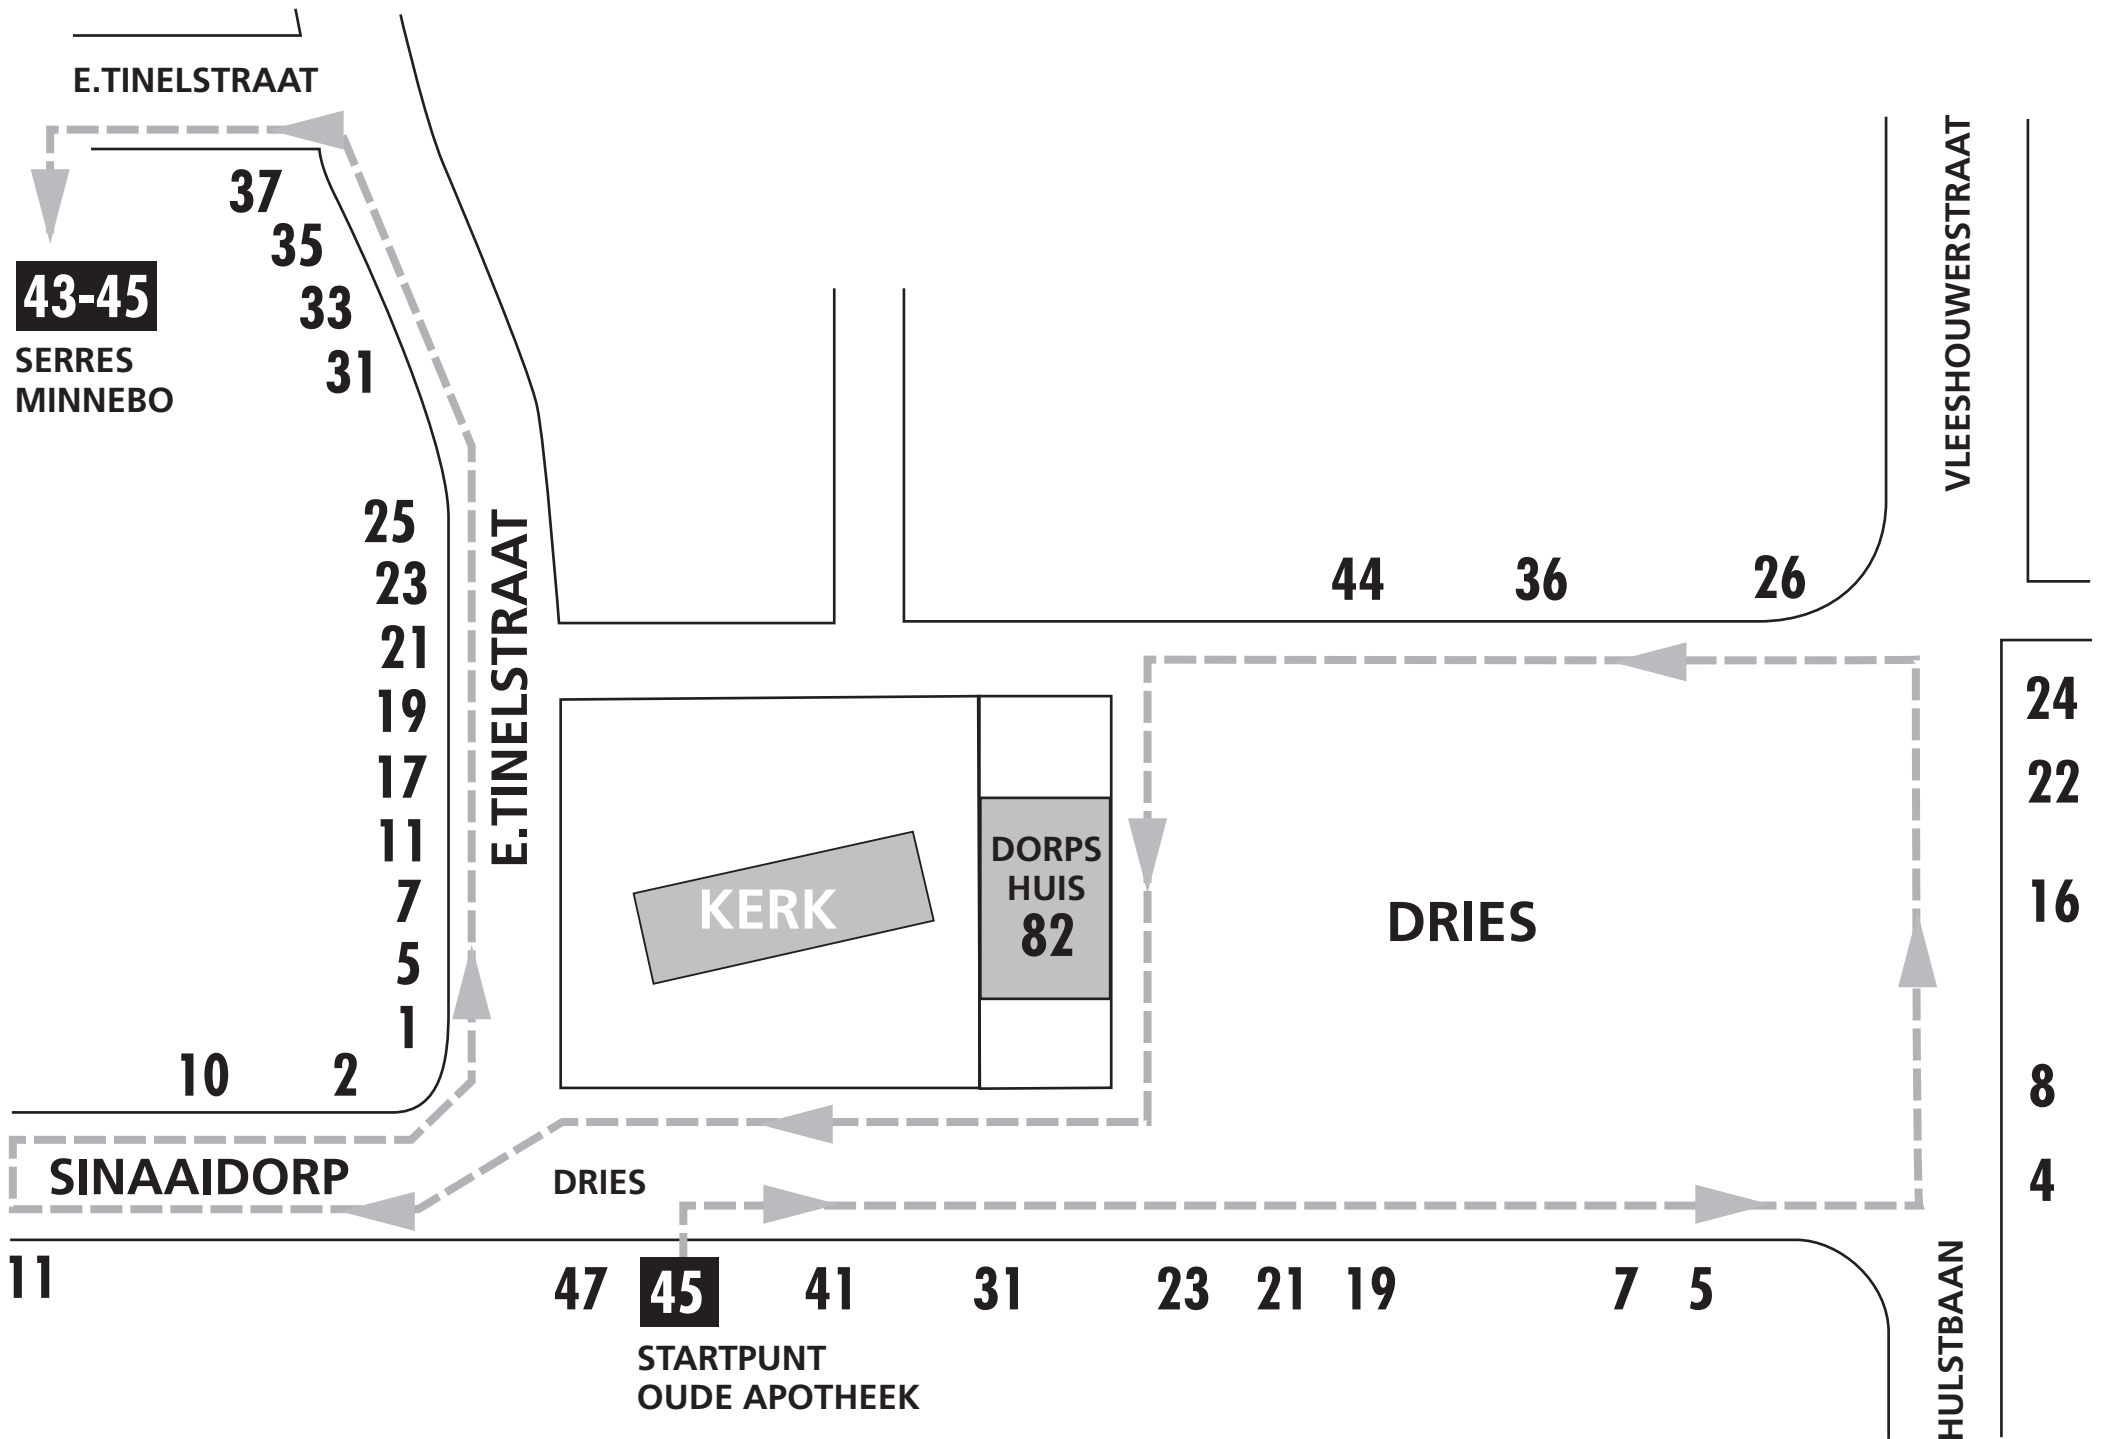 E.TINELSTRAAT
37
35
33
31
43-45
SERRES
MINNEBO
VLEESHOUWERSTRAAT
25
23
21
19
17
11
7
5
1
E.TINELSTRAAT
44
36
26
24
22
16
8
4
KERK
DORPS
HUIS
82
DRIES
10
2
SINAAIDORP
DRIES
11
47
45
41
31
23
21
19
7
5
STARTPUNT
OUDE APOTHEEK
HULSTBAAN